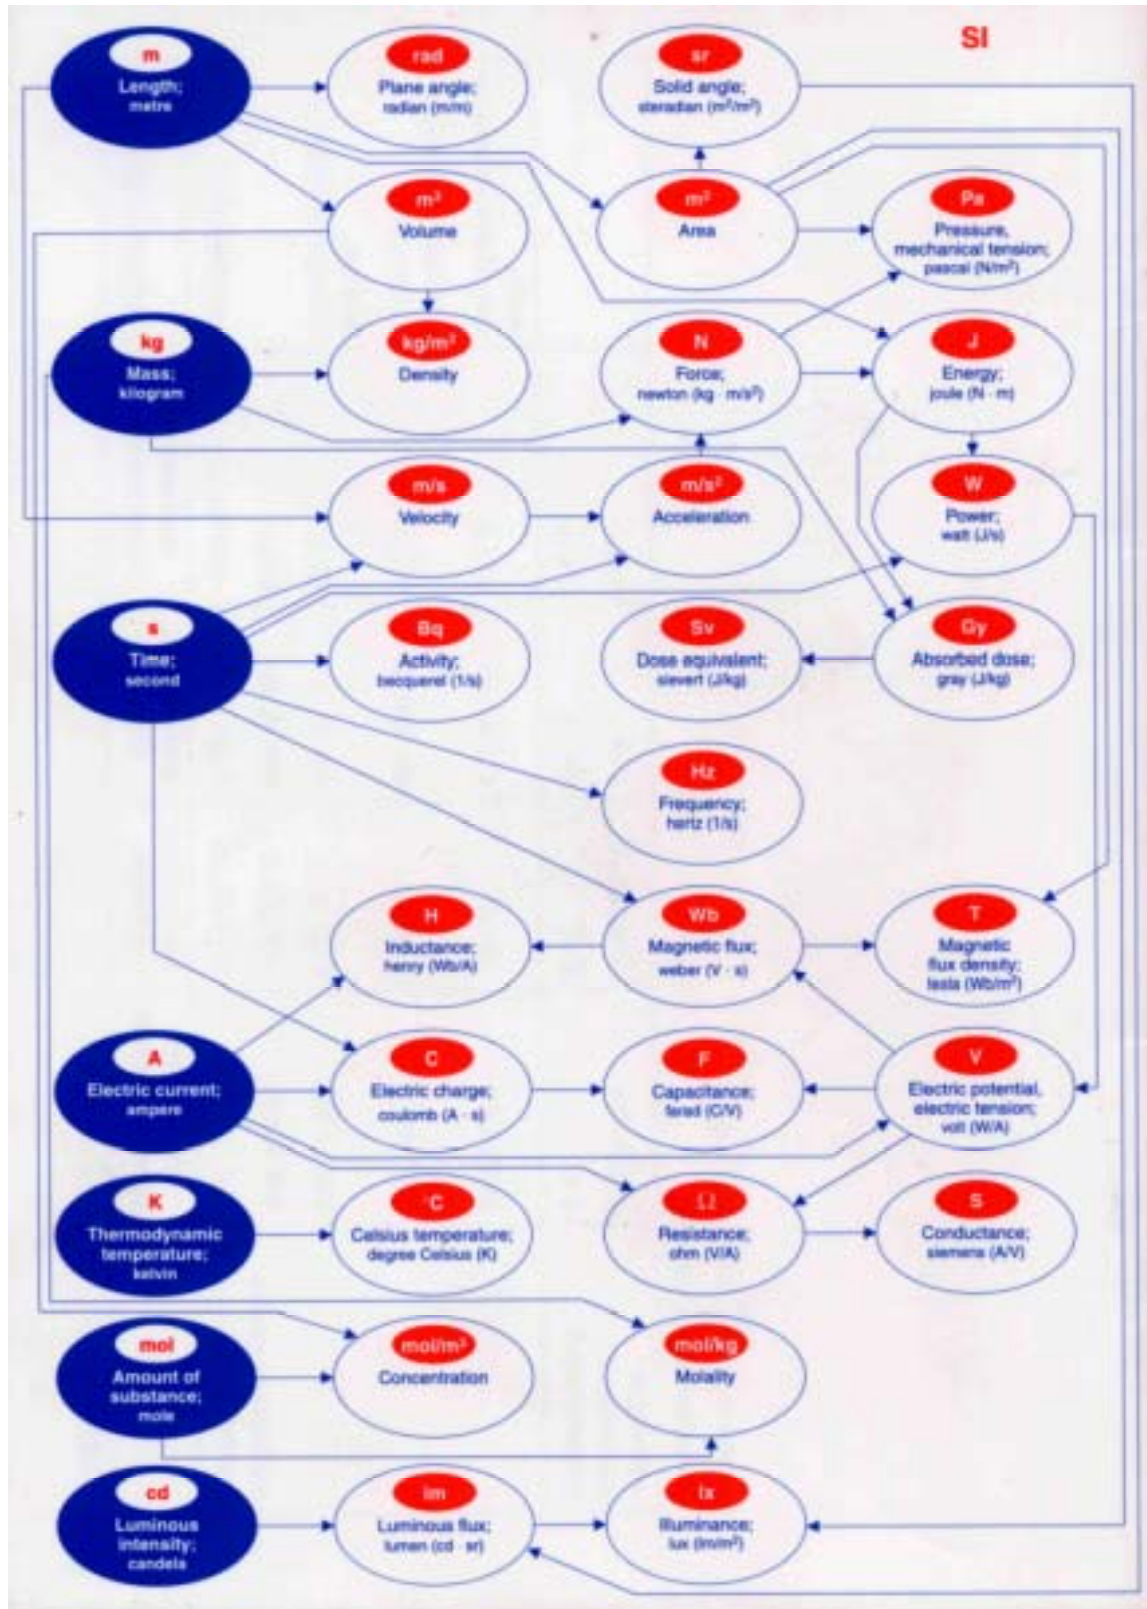 SI
m
Length;
metre
rad
Plane angle;
radian (m/m)
sr
Solid angle;
steradian (m²/m²)
m³
Volume
m²
Area
Pa
Pressure,
mechanical tension;
pascal (N/m²)
kg
Mass;
kilogram
kg/m³
Density
N
Force;
newton (kg · m/s²)
J
Energy;
joule (N · m)
m/s
Velocity
m/s²
Acceleration
W
Power;
watt (J/s)
s
Time;
second
Bq
Activity;
becquerel (1/s)
Sv
Dose equivalent;
sievert (J/kg)
Gy
Absorbed dose;
gray (J/kg)
Hz
Frequency;
hertz (1/s)
H
Inductance;
henry (Wb/A)
Wb
Magnetic flux;
weber (V · s)
T
Magnetic
flux density;
tesla (Wb/m²)
A
Electric current;
ampere
C
Electric charge;
coulomb (A · s)
F
Capacitance;
farad (C/V)
V
Electric potential,
electric tension;
volt (W/A)
K
Thermodynamic
temperature;
kelvin
°C
Celsius temperature;
degree Celsius (K)
Ω
Resistance;
ohm (V/A)
S
Conductance;
siemens (A/V)
mol
Amount of
substance;
mole
mol/m³
Concentration
mol/kg
Molality
cd
Luminous
intensity;
candela
lm
Luminous flux;
lumen (cd · sr)
lx
Illuminance;
lux (lm/m²)